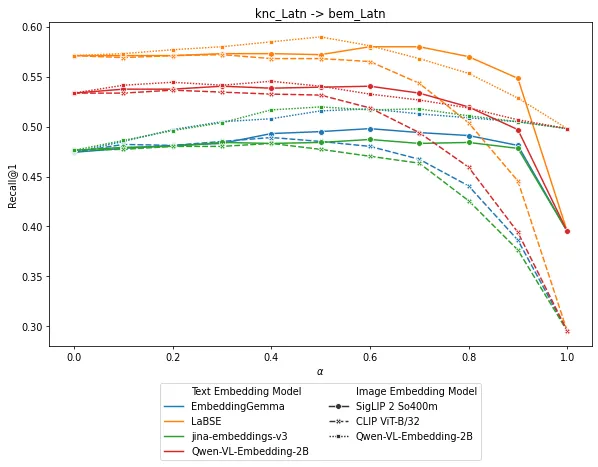 knc_Latn -> bem_Latn
Recall@1
0.60
0.55
0.50
0.45
0.40
0.35
0.30
0.0
0.2
0.4
0.6
0.8
1.0
α
Text Embedding Model
EmbeddingGemma
LaBSE
jina-embeddings-v3
Qwen-VL-Embedding-2B
Image Embedding Model
SigLIP 2 So400m
CLIP ViT-B/32
Qwen-VL-Embedding-2B